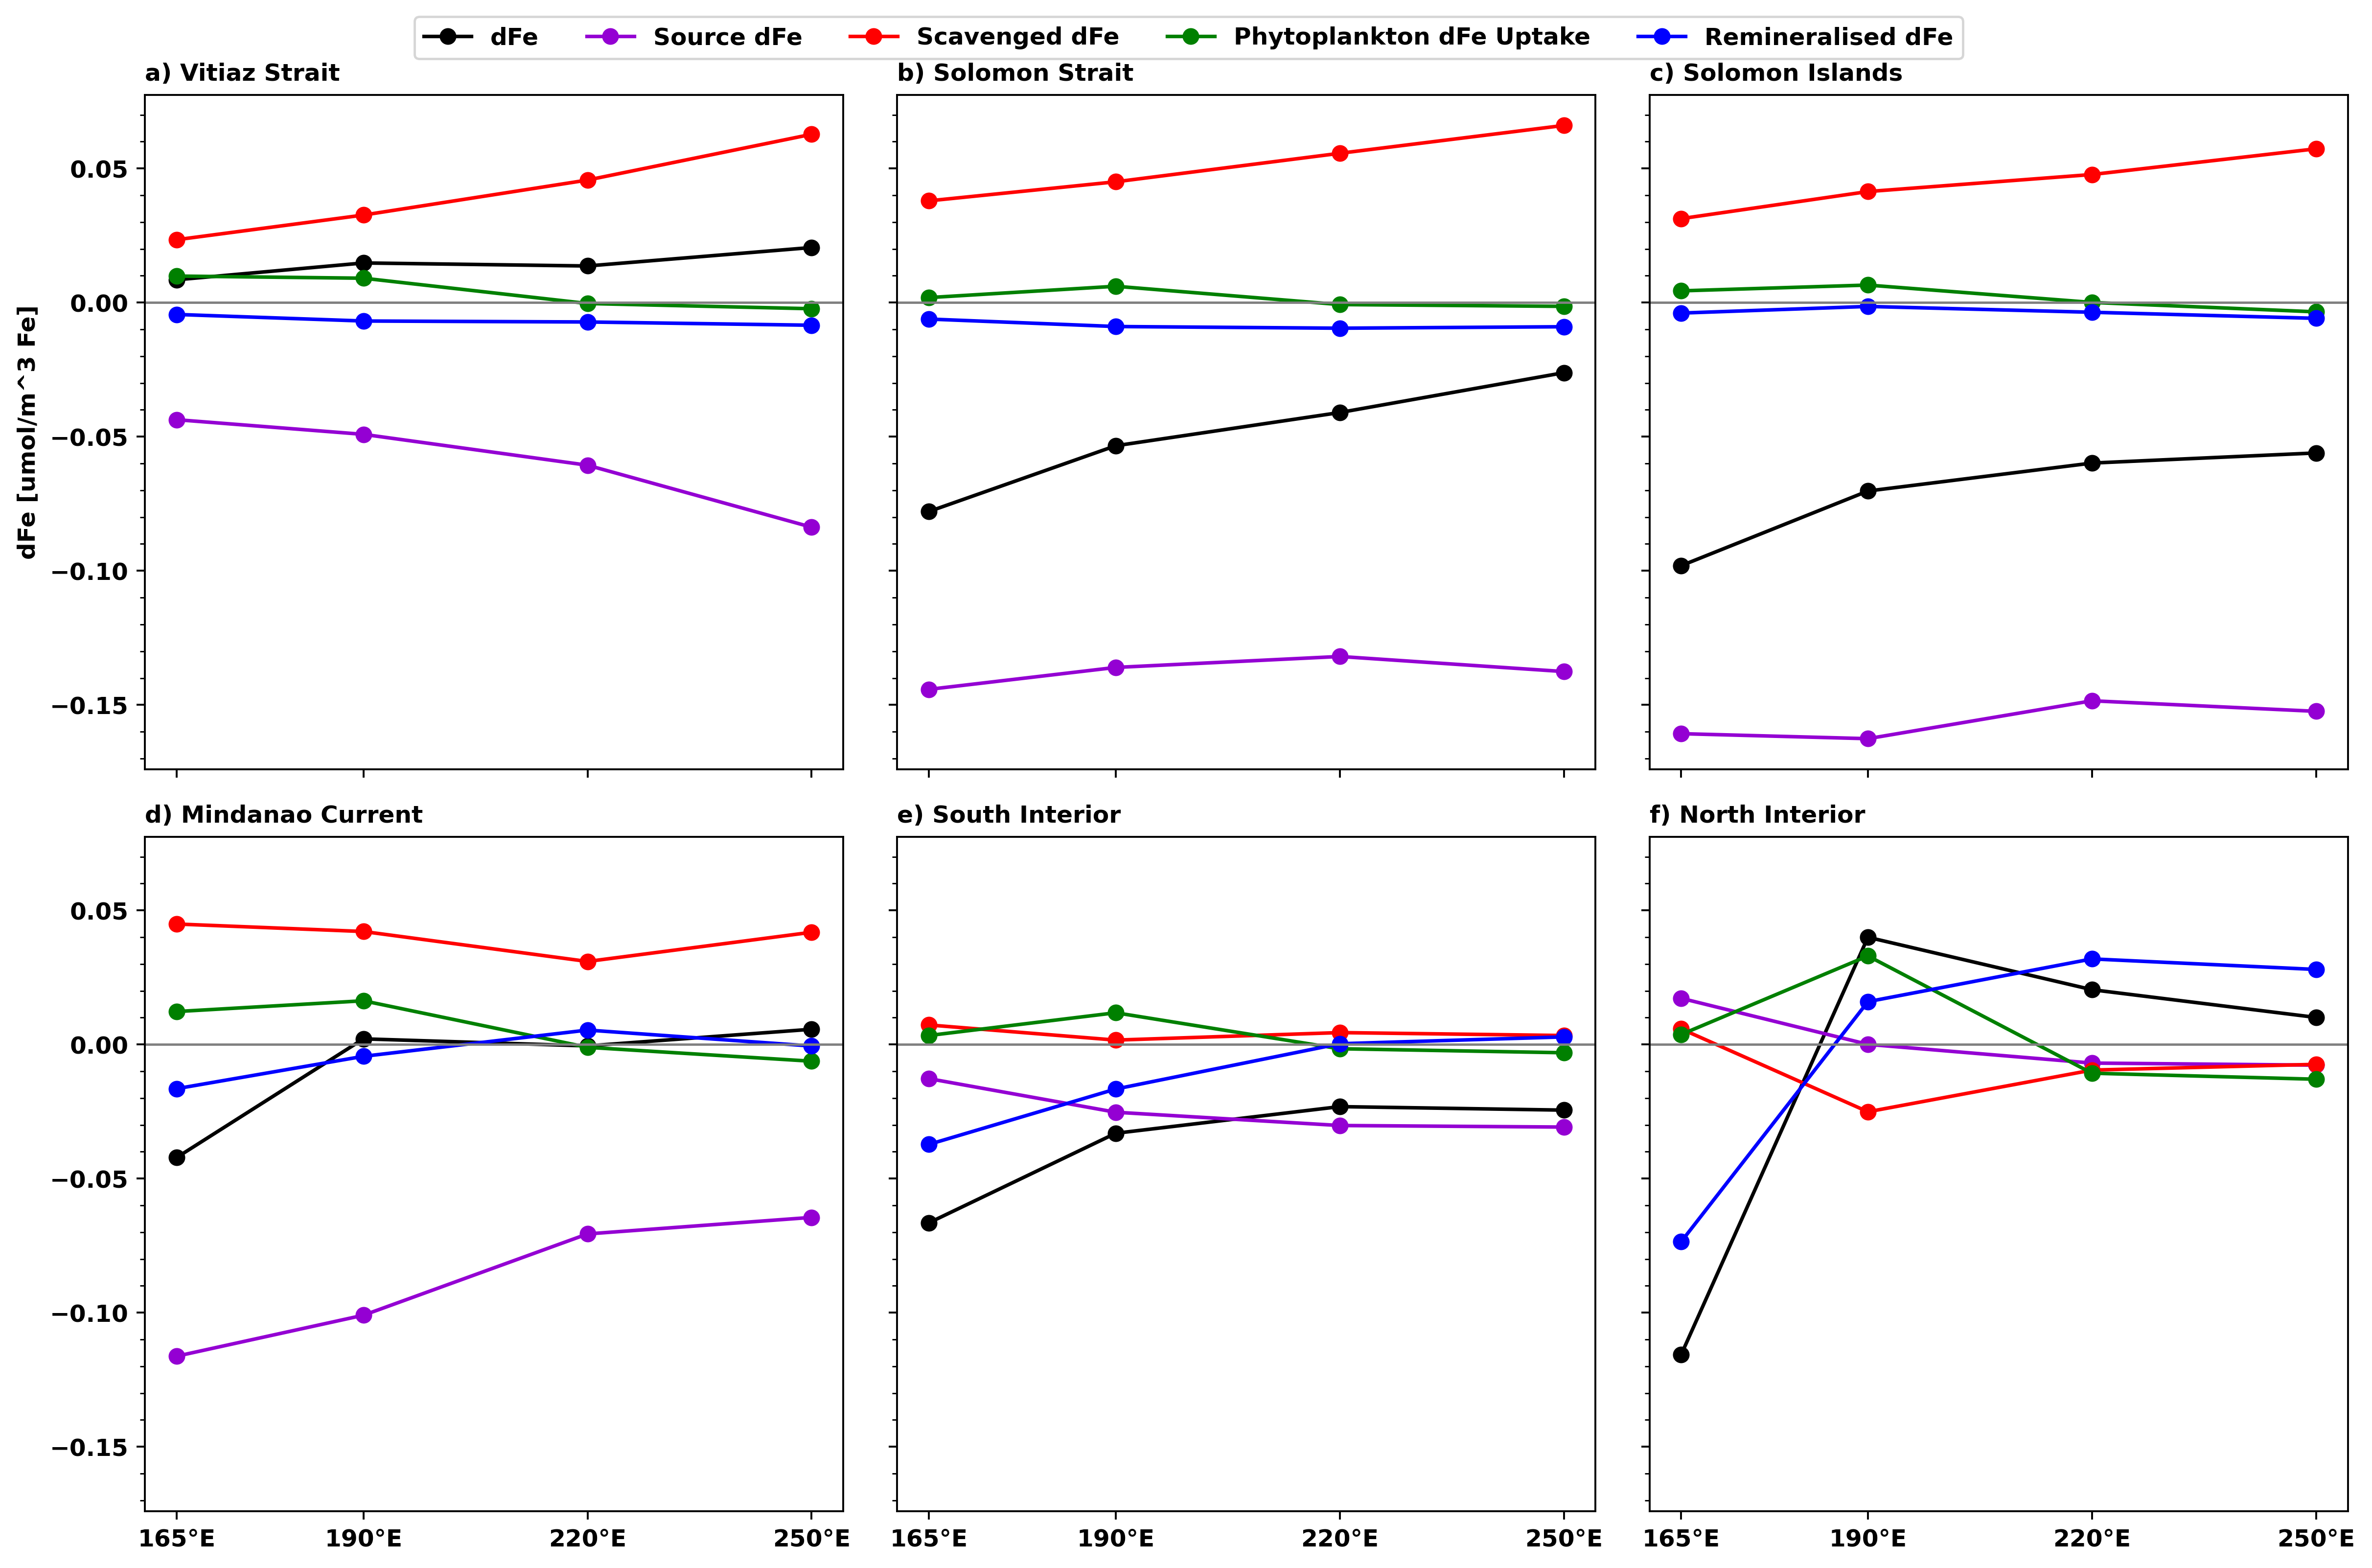 dFe Source dFe Scavenged dFe Phytoplankton dFe Uptake Remineralised dFe
a) Vitiaz Strait b) Solomon Strait c) Solomon Islands
dFe [umol/m^3 Fe]
0.05
0.00
−0.05
−0.10
−0.15
d) Mindanao Current e) South Interior f) North Interior
0.05
0.00
−0.05
−0.10
−0.15
165°E 190°E 220°E 250°E 165°E 190°E 220°E 250°E 165°E 190°E 220°E 250°E